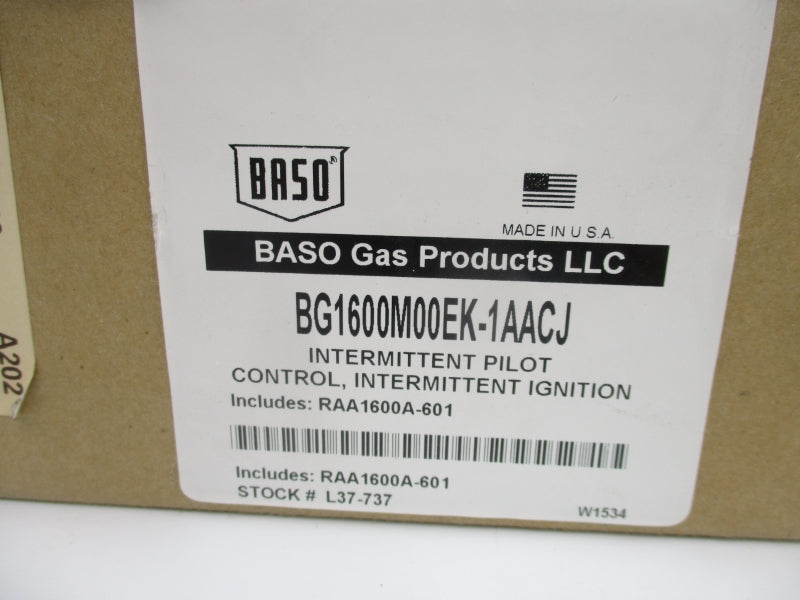 BASO®
MADE IN U.S.A.
BASO Gas Products LLC
BG1600M00EK-1AACJ
INTERMITTENT PILOT
CONTROL, INTERMITTENT IGNITION
Includes: RAA1600A-601
Includes: RAA1600A-601
STOCK # L37-737
W1534
A202